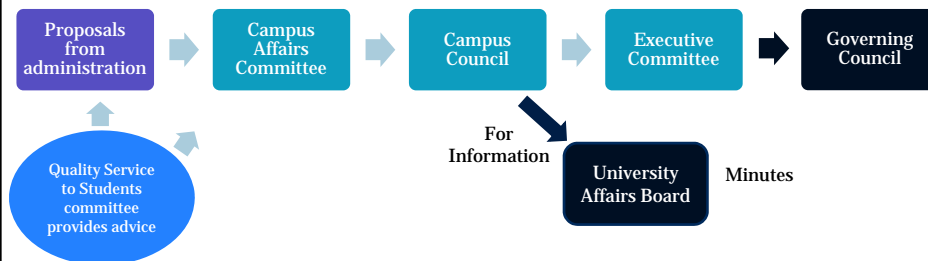 Proposals
from
administration
Campus
Affairs
Committee
Campus
Council
Executive
Committee
Governing
Council
For
Information
Quality Service
to Students
committee
provides advice
University
Affairs Board
Minutes